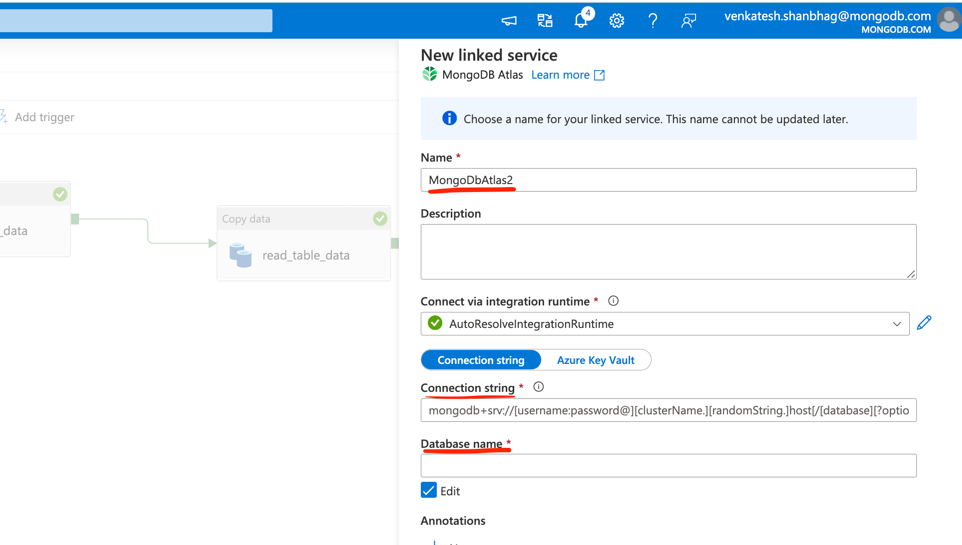 4
venkatesh.shanbhag@mongodb.com
MONGODB.COM
New linked service
MongoDB Atlas Learn more
Choose a name for your linked service. This name cannot be updated later.
Add trigger
Name *
MongoDbAtlas2
Description
_data
Copy data
read_table_data
Connect via integration runtime *
AutoResolveIntegrationRuntime
Connection string Azure Key Vault
Connection string *
mongodb+srv://[username:password@][clusterName.][randomString.]host[/[database][?optio
Database name *
Edit
Annotations